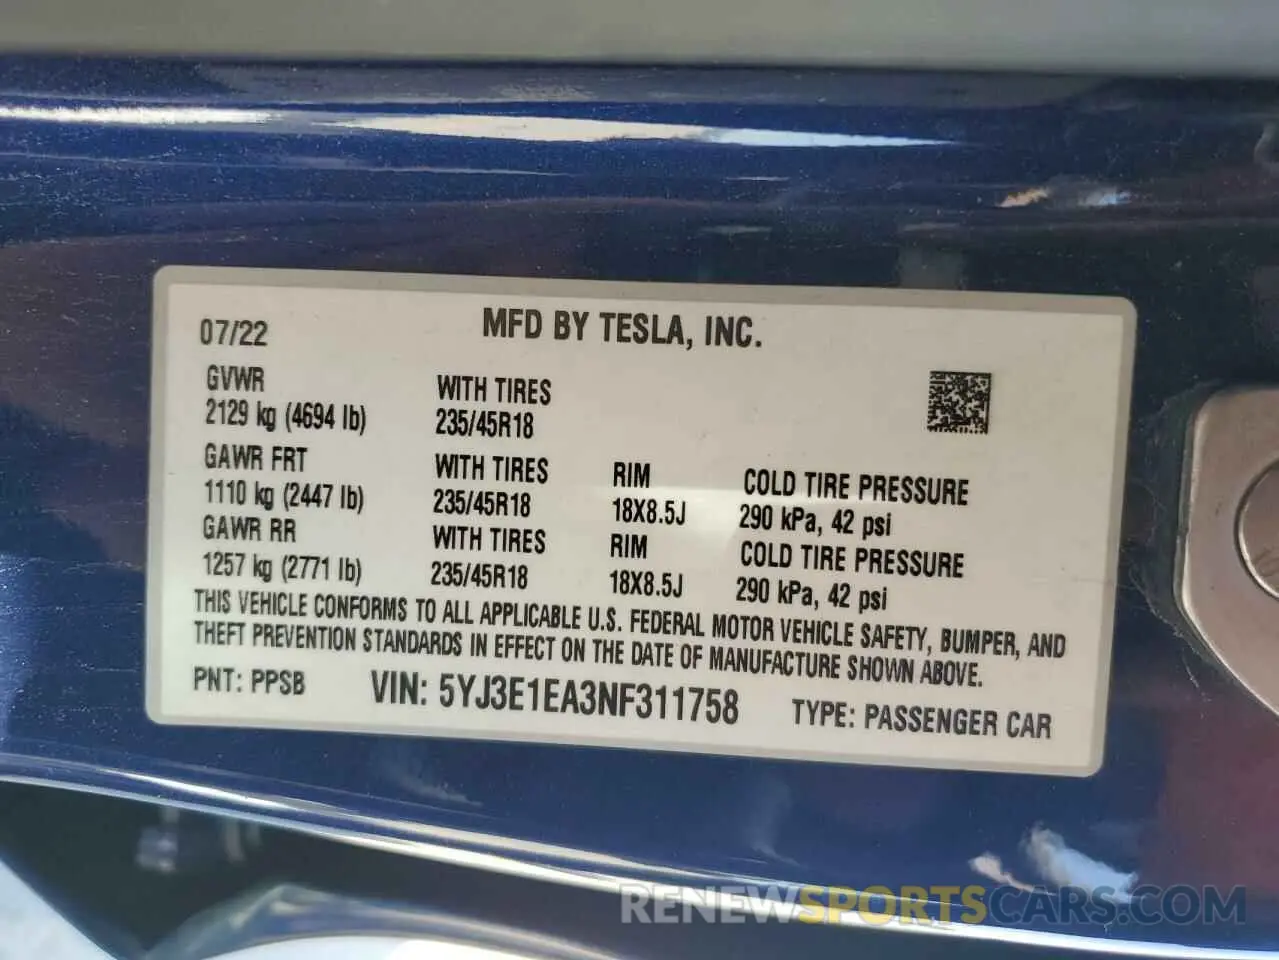 07/22 MFD BY TESLA, INC.
GVWR WITH TIRES
2129 kg (4694 lb) 235/45R18
GAWR FRT WITH TIRES RIM COLD TIRE PRESSURE
1110 kg (2447 lb) 235/45R18 18X8.5J 290 kPa, 42 psi
GAWR RR WITH TIRES RIM COLD TIRE PRESSURE
1257 kg (2771 lb) 235/45R18 18X8.5J 290 kPa, 42 psi
THIS VEHICLE CONFORMS TO ALL APPLICABLE U.S. FEDERAL MOTOR VEHICLE SAFETY, BUMPER, AND
THEFT PREVENTION STANDARDS IN EFFECT ON THE DATE OF MANUFACTURE SHOWN ABOVE.
PNT: PPSB VIN: 5YJ3E1EA3NF311758 TYPE: PASSENGER CAR
RENEWSPORTSCARS.COM